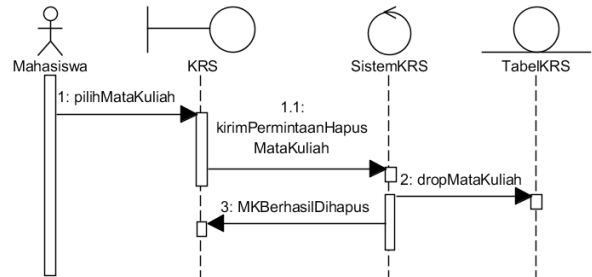 Mahasiswa
KRS
SistemKRS
TabelKRS
1: pilihMataKuliah
1.1:
kirimPermintaanHapus
MataKuliah
2: dropMataKuliah
3: MKBerhasilDihapus